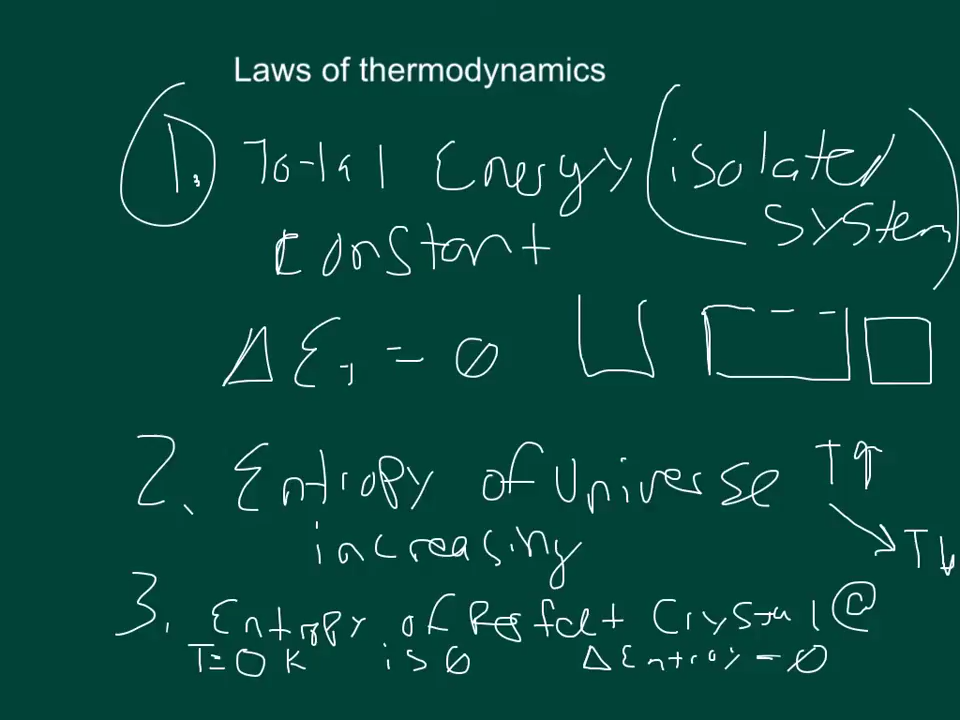 Laws of thermodynamics
1. Total Energy (isolated
constant system)
ΔE_T = 0
2. Entropy of Universe T↑
increasing → T↓
3. Entropy of Perfect Crystal @
T=0 K is 0 ΔEntropy = 0